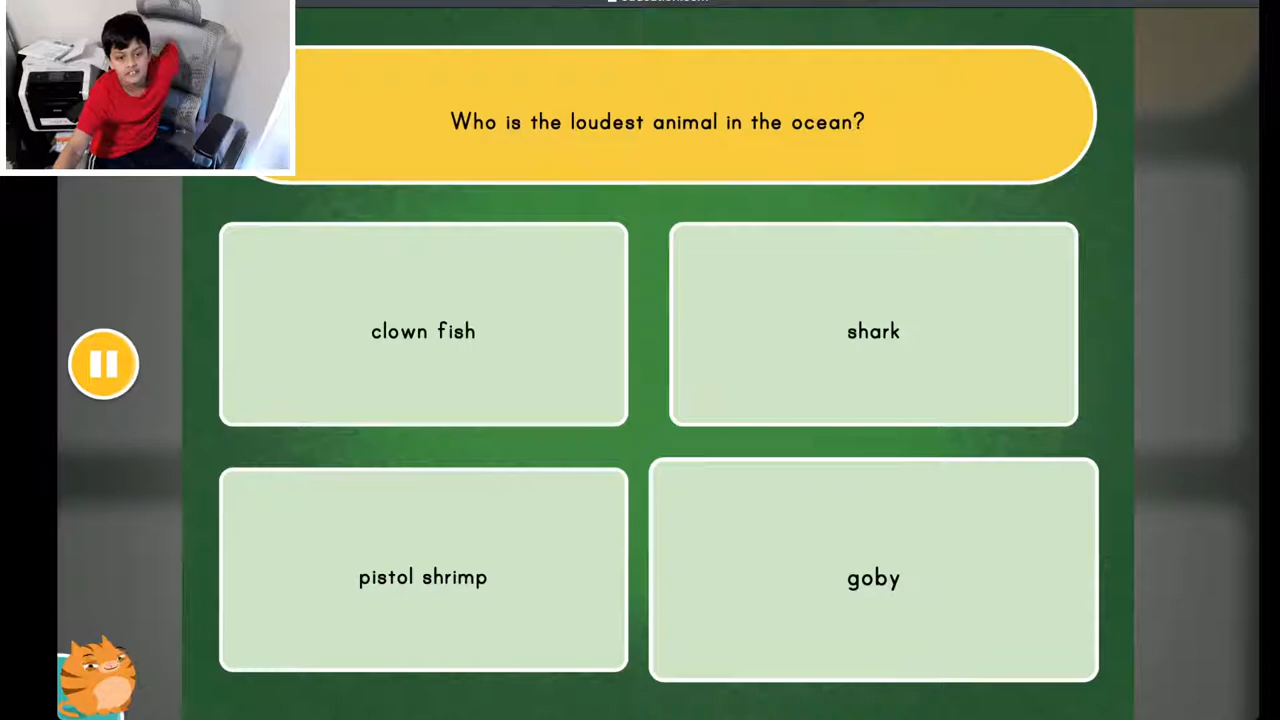 Who is the loudest animal in the ocean?
clown fish
shark
pistol shrimp
goby